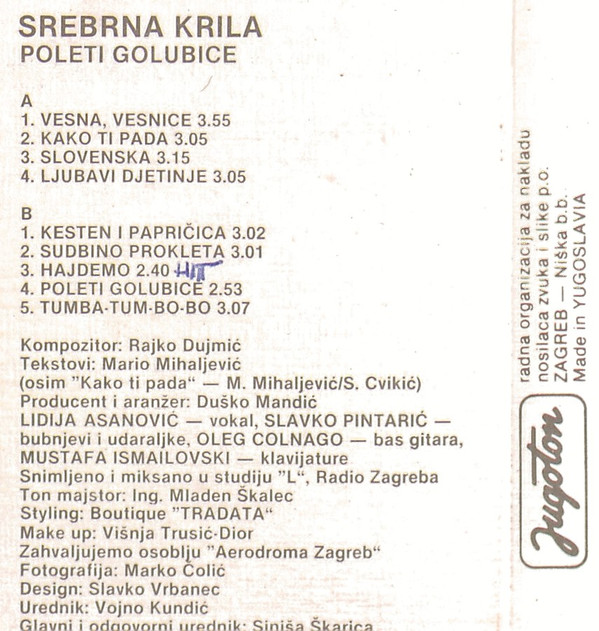 SREBRNA KRILA
POLETI GOLUBICE
A
1. VESNA, VESNICE 3.55
2. KAKO TI PADA 3.05
3. SLOVENSKA 3.15
4. LJUBAVI DJETINJE 3.05
B
1. KESTEN I PAPRIČICA 3.02
2. SUDBINO PROKLETA 3.01
3. HAJDEMO 2.40 HIT
4. POLETI GOLUBICE 2.53
5. TUMBA-TUM-BO-BO 3.07
Kompozitor: Rajko Dujmić
Tekstovi: Mario Mihaljević
(osim "Kako ti pada" — M. Mihaljević/S. Cvikić)
Producent i aranžer: Duško Mandić
LIDIJA ASANOVIĆ — vokal, SLAVKO PINTARIĆ —
bubnjevi i udaraljke, OLEG COLNAGO — bas gitara,
MUSTAFA ISMAILOVSKI — klavijature
Snimljeno i miksano u studiju "L", Radio Zagreba
Ton majstor: Ing. Mladen Škalec
Styling: Boutique "TRADATA"
Make up: Višnja Trusić-Dior
Zahvaljujemo osoblju "Aerodroma Zagreb"
Fotografija: Marko Čolić
Design: Slavko Vrbanec
Urednik: Vojno Kundić
Glavni i odgovorni urednik: Siniša Škarica
radna organizacija za nakladu
nosilaca zvuka i slike p.o.
ZAGREB — Niška b.b.
Made in YUGOSLAVIA
Jugoton